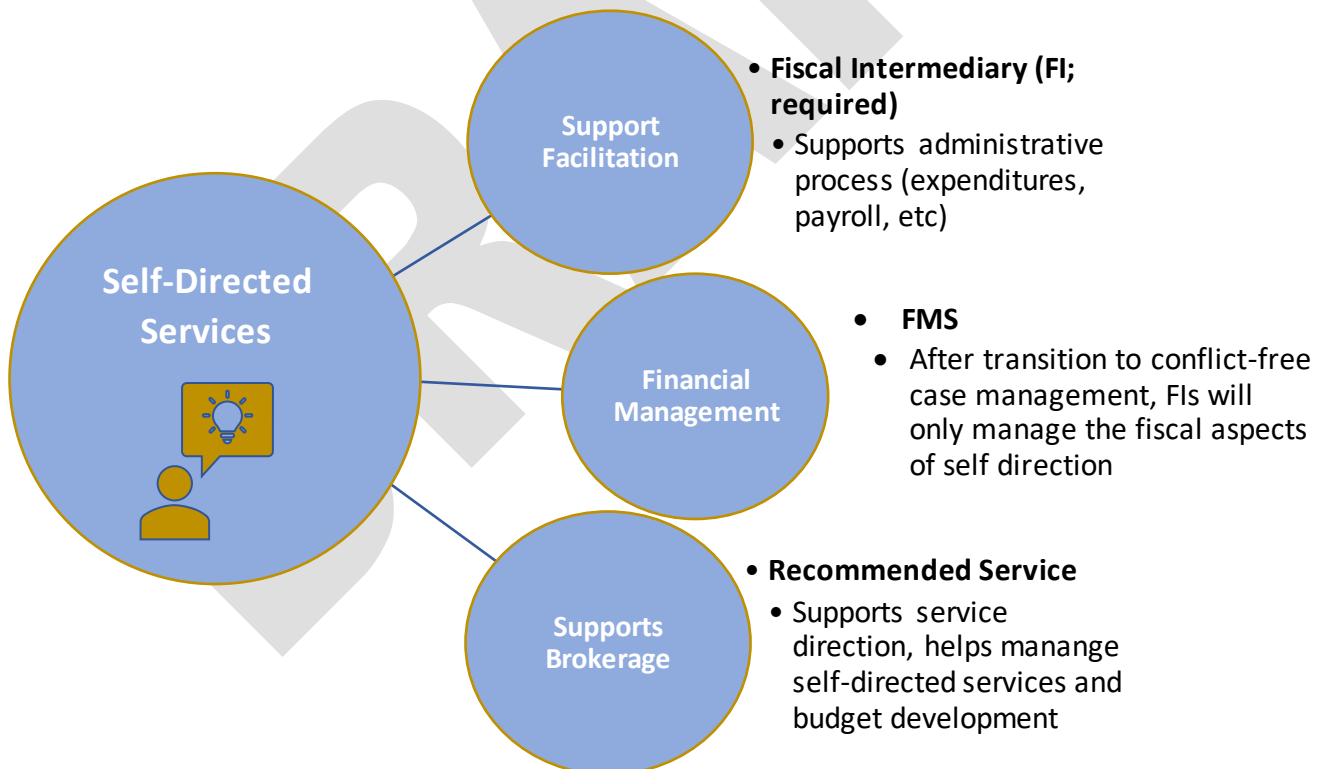 Self-Directed
Services
Support
Facilitation
• Fiscal Intermediary (FI;
required)
• Supports administrative
process (expenditures,
payroll, etc)
Financial
Management
• FMS
• After transition to conflict-free
case management, FIs will
only manage the fiscal aspects
of self direction
Supports
Brokerage
• Recommended Service
• Supports service
direction, helps manange
self-directed services and
budget development